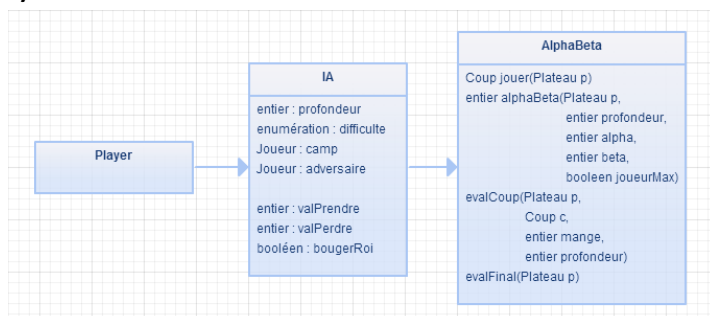 Player
IA
entier : profondeur
enumération : difficulte
Joueur : camp
Joueur : adversaire
entier : valPrendre
entier : valPerdre
booléen : bougerRoi
AlphaBeta
Coup jouer(Plateau p)
entier alphaBeta(Plateau p,
entier profondeur,
entier alpha,
entier beta,
booleen joueurMax)
evalCoup(Plateau p,
Coup c,
entier mange,
entier profondeur)
evalFinal(Plateau p)